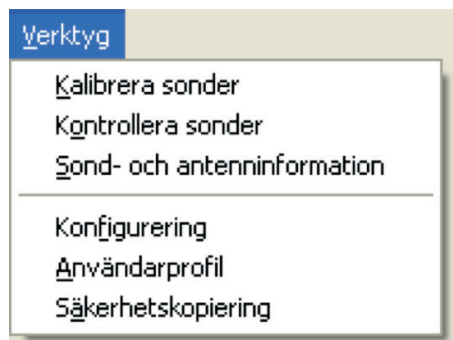 Verktyg
Kalibrera sonder
Kontrollera sonder
Sond- och antenninformation
Konfigurering
Användarprofil
Säkerhetskopiering